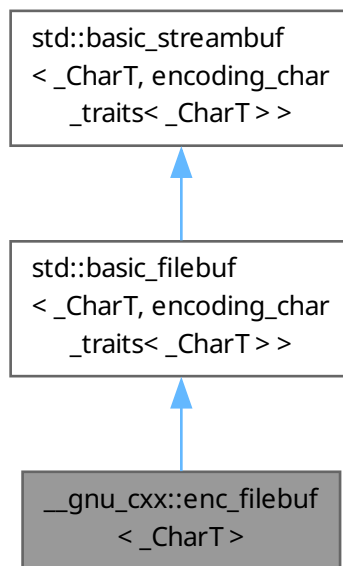 std::basic_streambuf
< _CharT, encoding_char
_traits< _CharT > >
std::basic_filebuf
< _CharT, encoding_char
_traits< _CharT > >
__gnu_cxx::enc_filebuf
< _CharT >